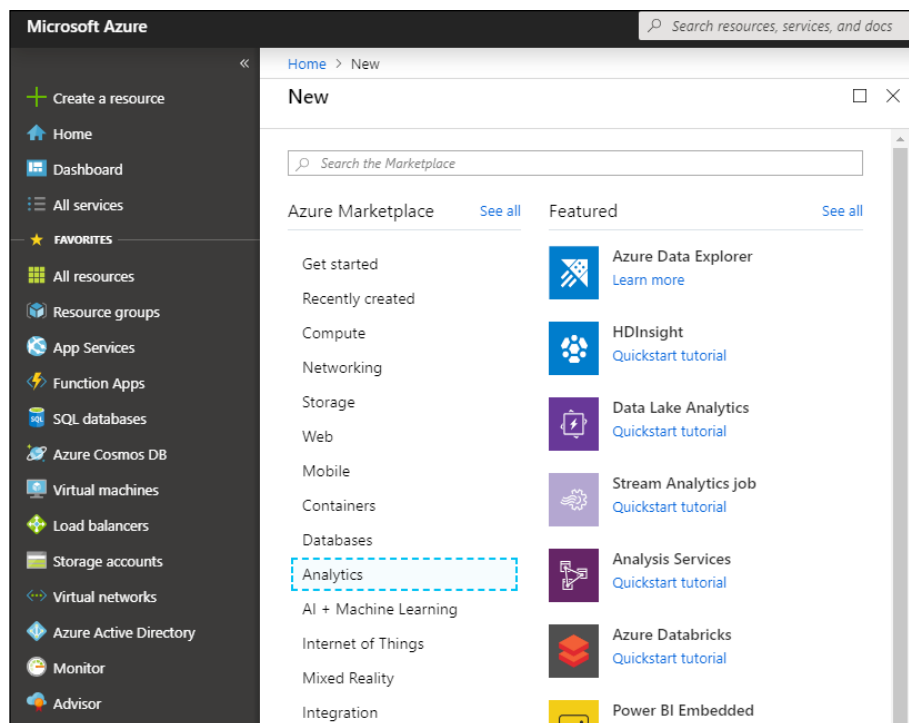 Microsoft Azure
Search resources, services, and docs
«
Create a resource
Home
Dashboard
All services
FAVORITES
All resources
Resource groups
App Services
Function Apps
SQL databases
Azure Cosmos DB
Virtual machines
Load balancers
Storage accounts
Virtual networks
Azure Active Directory
Monitor
Advisor
Home > New
New
Search the Marketplace
Azure Marketplace See all
Get started
Recently created
Compute
Networking
Storage
Web
Mobile
Containers
Databases
Analytics
AI + Machine Learning
Internet of Things
Mixed Reality
Integration
Featured See all
Azure Data Explorer
Learn more
HDInsight
Quickstart tutorial
Data Lake Analytics
Quickstart tutorial
Stream Analytics job
Quickstart tutorial
Analysis Services
Quickstart tutorial
Azure Databricks
Quickstart tutorial
Power BI Embedded